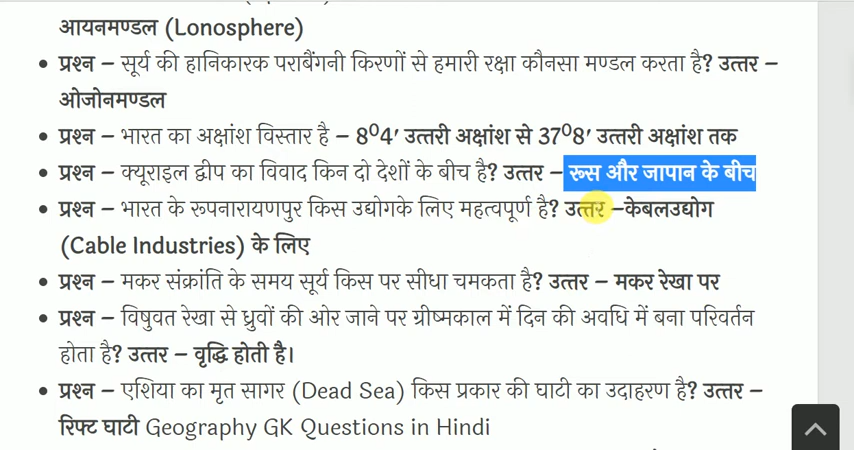 आयनमण्डल (Lonosphere)
प्रश्न – सूर्य की हानिकारक पराबैंगनी किरणों से हमारी रक्षा कौनसा मण्डल करता है? उत्तर –
ओजोनमण्डल
प्रश्न – भारत का अक्षांश विस्तार है – 8⁰4′ उत्तरी अक्षांश से 37⁰8′ उत्तरी अक्षांश तक
प्रश्न – क्यूराइल द्वीप का विवाद किन दो देशों के बीच है? उत्तर – रूस और जापान के बीच
प्रश्न – भारत के रूपनारायणपुर किस उद्योगके लिए महत्वपूर्ण है? उत्तर –केबलउद्योग
(Cable Industries) के लिए
प्रश्न – मकर संक्रांति के समय सूर्य किस पर सीधा चमकता है? उत्तर – मकर रेखा पर
प्रश्न – विषुवत रेखा से ध्रुवों की ओर जाने पर ग्रीष्मकाल में दिन की अवधि में बना परिवर्तन
होता है? उत्तर – वृद्धि होती है।
प्रश्न – एशिया का मृत सागर (Dead Sea) किस प्रकार की घाटी का उदाहरण है? उत्तर –
रिफ्ट घाटी Geography GK Questions in Hindi